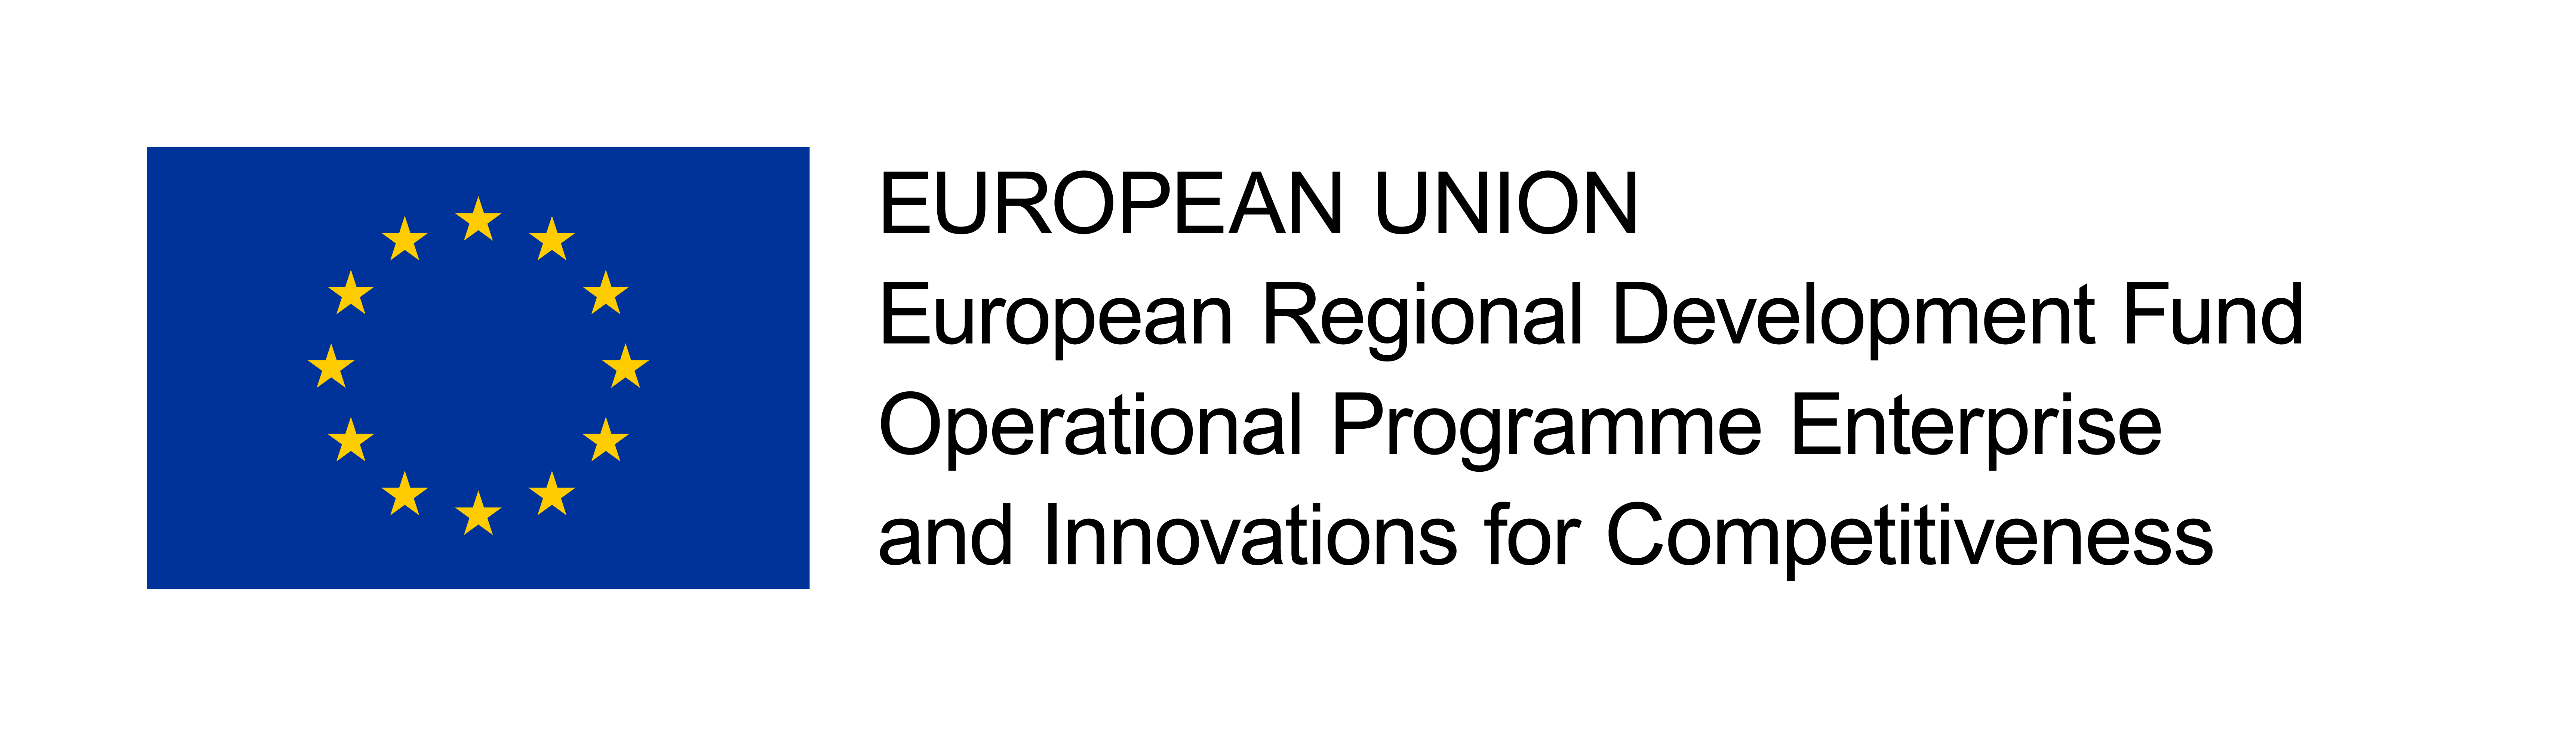 EUROPEAN UNION
European Regional Development Fund
Operational Programme Enterprise
and Innovations for Competitiveness